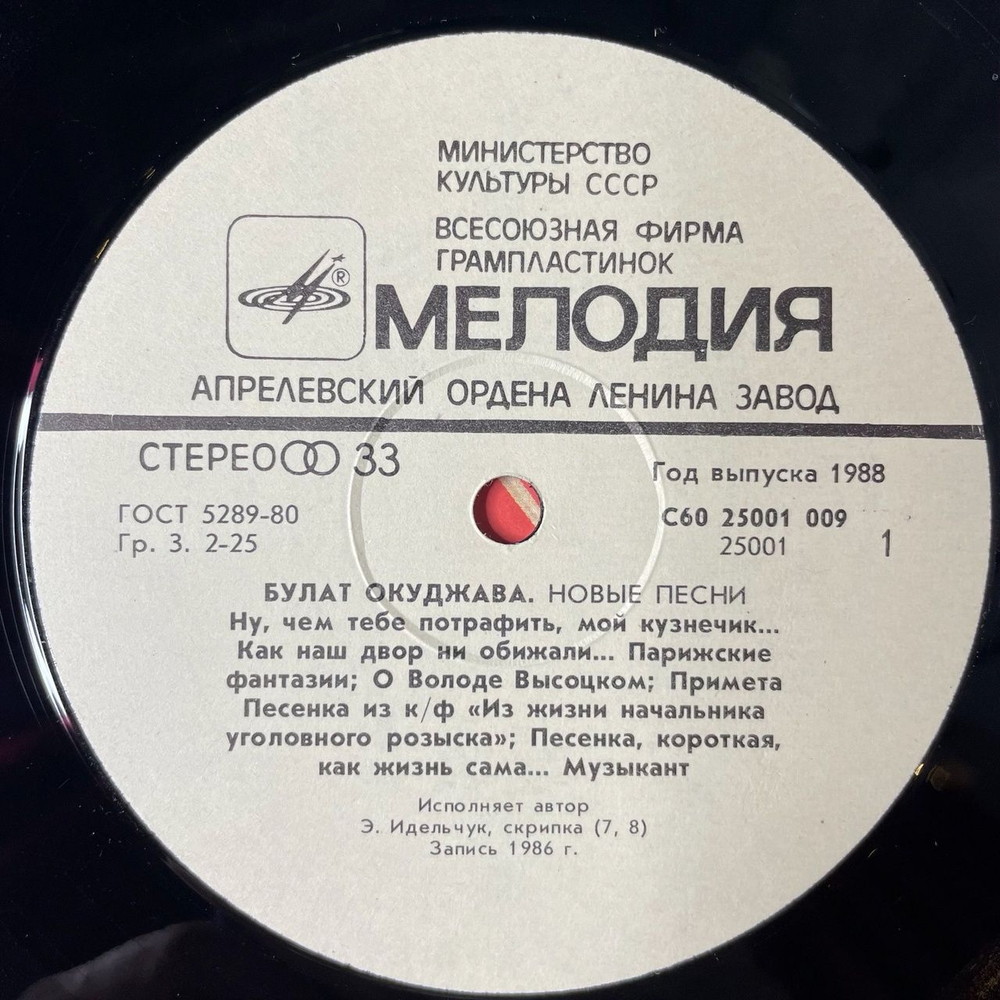 МИНИСТЕРСТВО
КУЛЬТУРЫ СССР
ВСЕСОЮЗНАЯ ФИРМА
ГРАМПЛАСТИНОК
®
МЕЛОДИЯ
АПРЕЛЕВСКИЙ ОРДЕНА ЛЕНИНА ЗАВОД
СТЕРЕО 33
Год выпуска 1988
ГОСТ 5289-80
С60 25001 009
Гр. 3. 2-25
25001
1
БУЛАТ ОКУДЖАВА. НОВЫЕ ПЕСНИ
Ну, чем тебе потрафить, мой кузнечик...
Как наш двор ни обижали... Парижские
фантазии; О Володе Высоцком; Примета
Песенка из к/ф «Из жизни начальника
уголовного розыска»; Песенка, короткая,
как жизнь сама... Музыкант
Исполняет автор
Э. Идельчук, скрипка (7, 8)
Запись 1986 г.